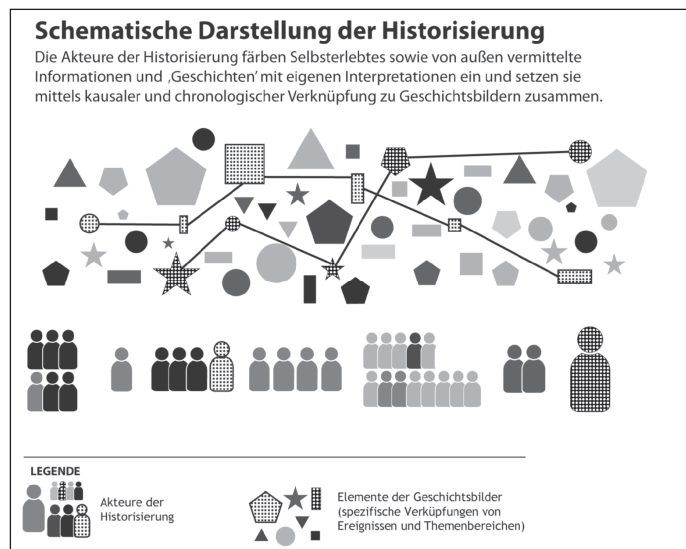 Schematische Darstellung der Historisierung
Die Akteure der Historisierung färben Selbsterlebtes sowie von außen vermittelte
Informationen und ‚Geschichten' mit eigenen Interpretationen ein und setzen sie
mittels kausaler und chronologischer Verknüpfung zu Geschichtsbildern zusammen.
LEGENDE
Akteure der
Historisierung
Elemente der Geschichtsbilder
(spezifische Verküpfungen von
Ereignissen und Themenbereichen)